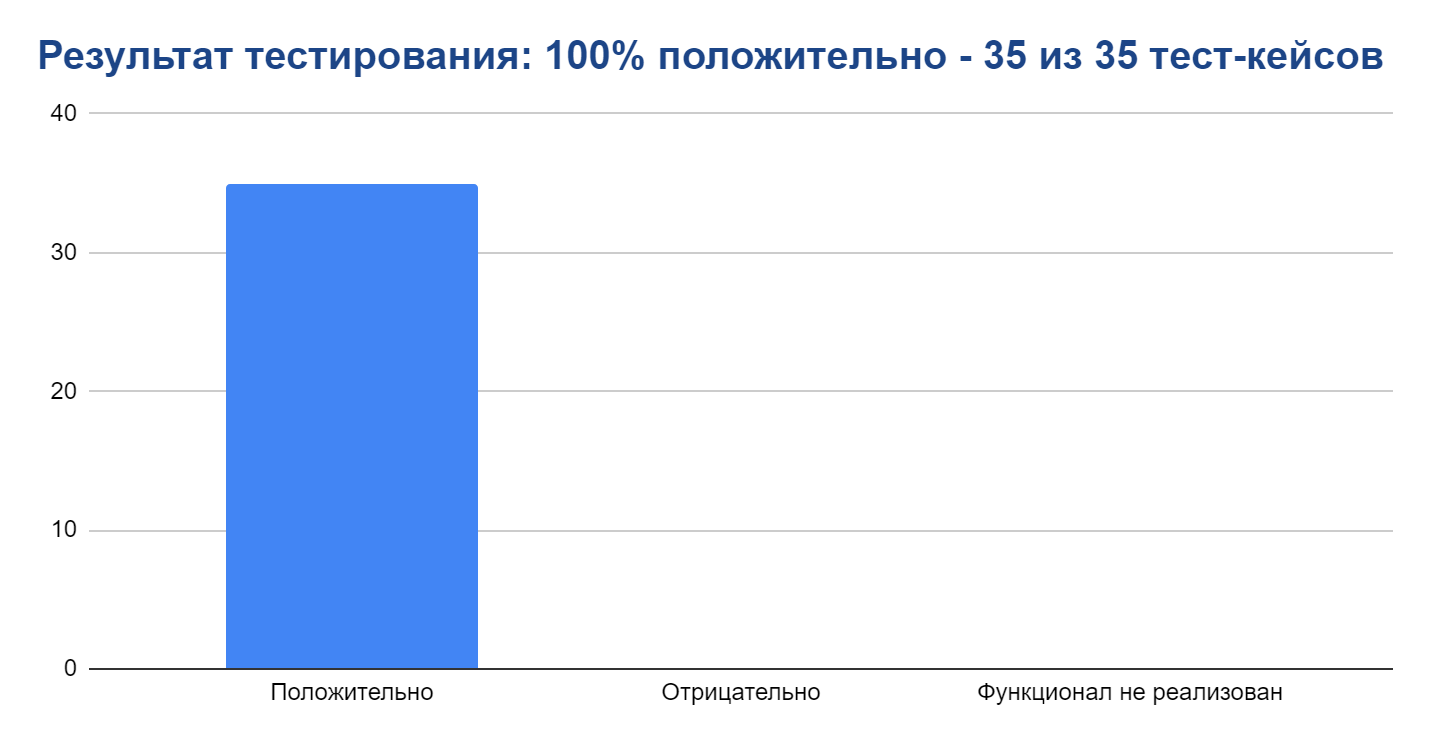 Результат тестирования: 100% положительно - 35 из 35 тест-кейсов
40
30
20
10
0
Положительно Отрицательно Функционал не реализован